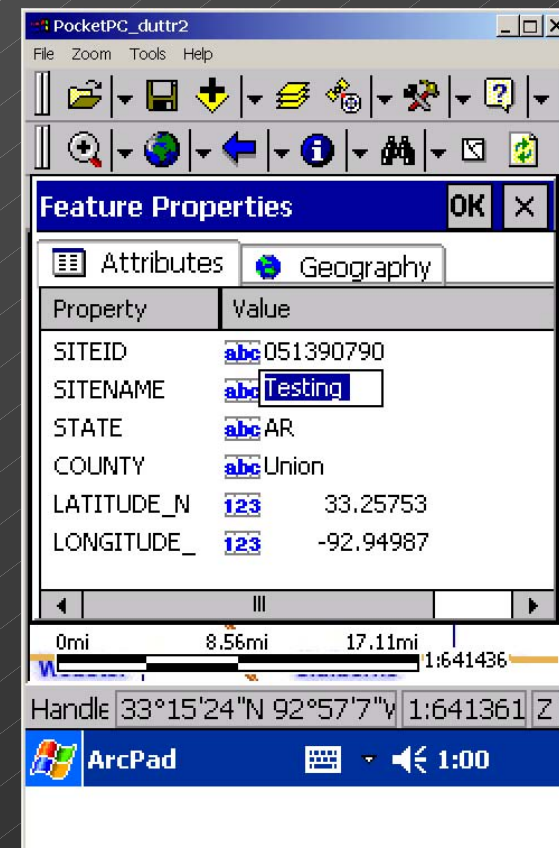 PocketPC_duttr2
File Zoom Tools Help
Feature Properties OK
Attributes Geography
Property Value
SITEID abc 051390790
SITENAME abc Testing
STATE abc AR
COUNTY abc Union
LATITUDE_N 123 33.25753
LONGITUDE_ 123 -92.94987
0mi 8.56mi 17.11mi
1:641436
Handle 33°15'24"N 92°57'7"W 1:641361 Z
ArcPad 1:00